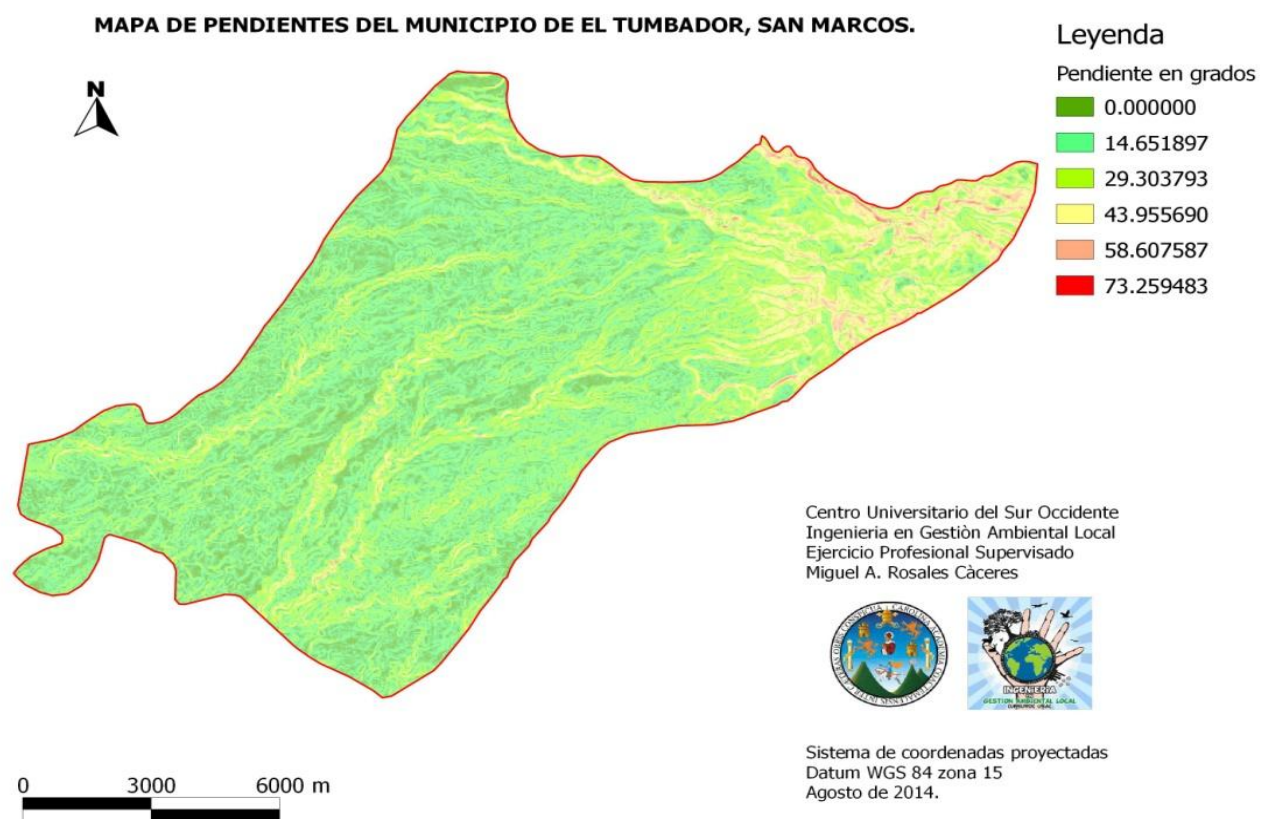 MAPA DE PENDIENTES DEL MUNICIPIO DE EL TUMBADOR, SAN MARCOS.
N
Leyenda
Pendiente en grados
0.000000
14.651897
29.303793
43.955690
58.607587
73.259483
Centro Universitario del Sur Occidente
Ingenieria en Gestiòn Ambiental Local
Ejercicio Profesional Supervisado
Miguel A. Rosales Càceres
INGENIERIA
GESTION AMBIENTAL LOCAL
Sistema de coordenadas proyectadas
Datum WGS 84 zona 15
Agosto de 2014.
0 3000 6000 m